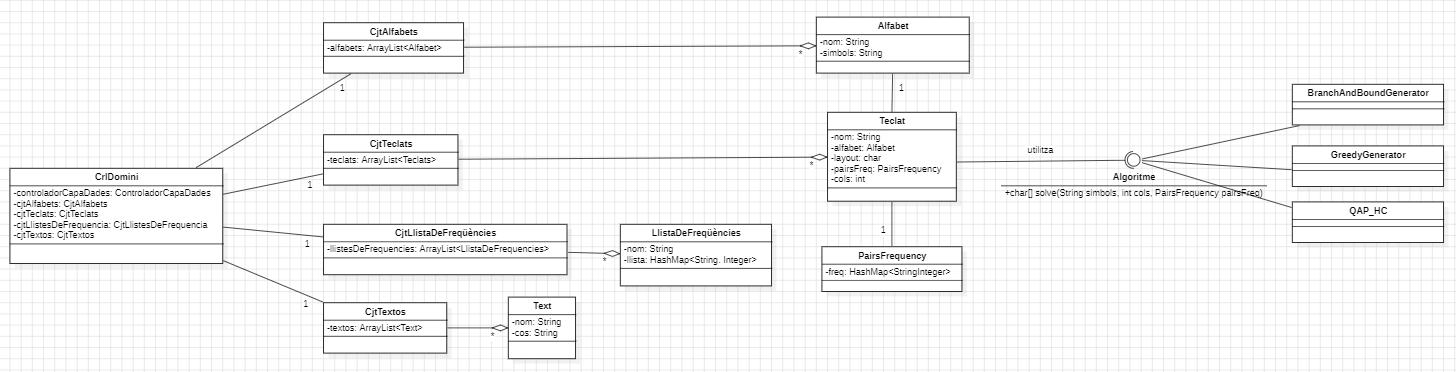 CjtAlfabets
-alfabets: ArrayList<Alfabet>
1
*
Alfabet
-nom: String
-simbols: String
1
CrlDomini
-controladorCapaDades: ControladorCapaDades
-cjtAlfabets: CjtAlfabets
-cjtTeclats: CjtTeclats
-cjtLlistesDeFrequencia: CjtLlistesDeFrequencia
-cjtTextos: CjtTextos
CjtTeclats
-teclats: ArrayList<Teclats>
1
*
Teclat
-nom: String
-alfabet: Alfabet
-layout: char
-pairsFreq: PairsFrequency
-cols: int
1
utilitza
Algoritme
+char[] solve(String simbols, int cols, PairsFrequency pairsFreq)
BranchAndBoundGenerator
GreedyGenerator
QAP_HC
CjtLlistaDeFreqüències
-llistesDeFrequencies: ArrayList<LlistaDeFrequencies>
1
*
LlistaDeFreqüències
-nom: String
-llista: HashMap<String. Integer>
PairsFrequency
-freq: HashMap<StringInteger>
CjtTextos
-textos: ArrayList<Text>
1
*
Text
-nom: String
-cos: String